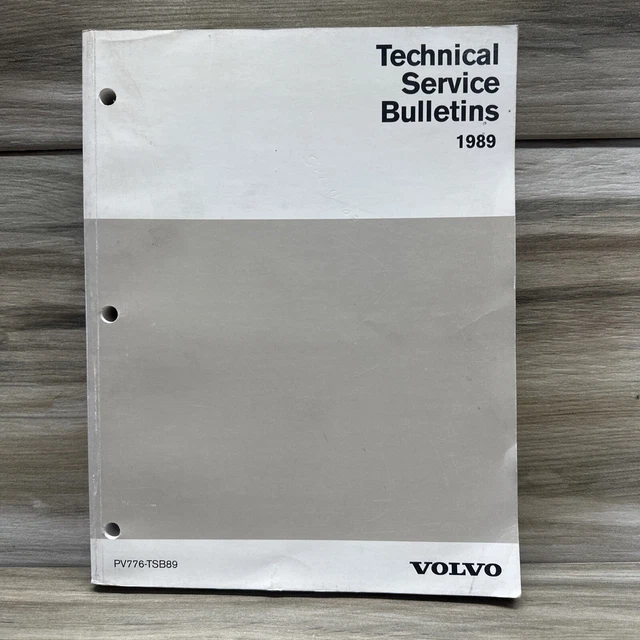 Technical
Service
Bulletins
1989
PV776-TSB89
VOLVO